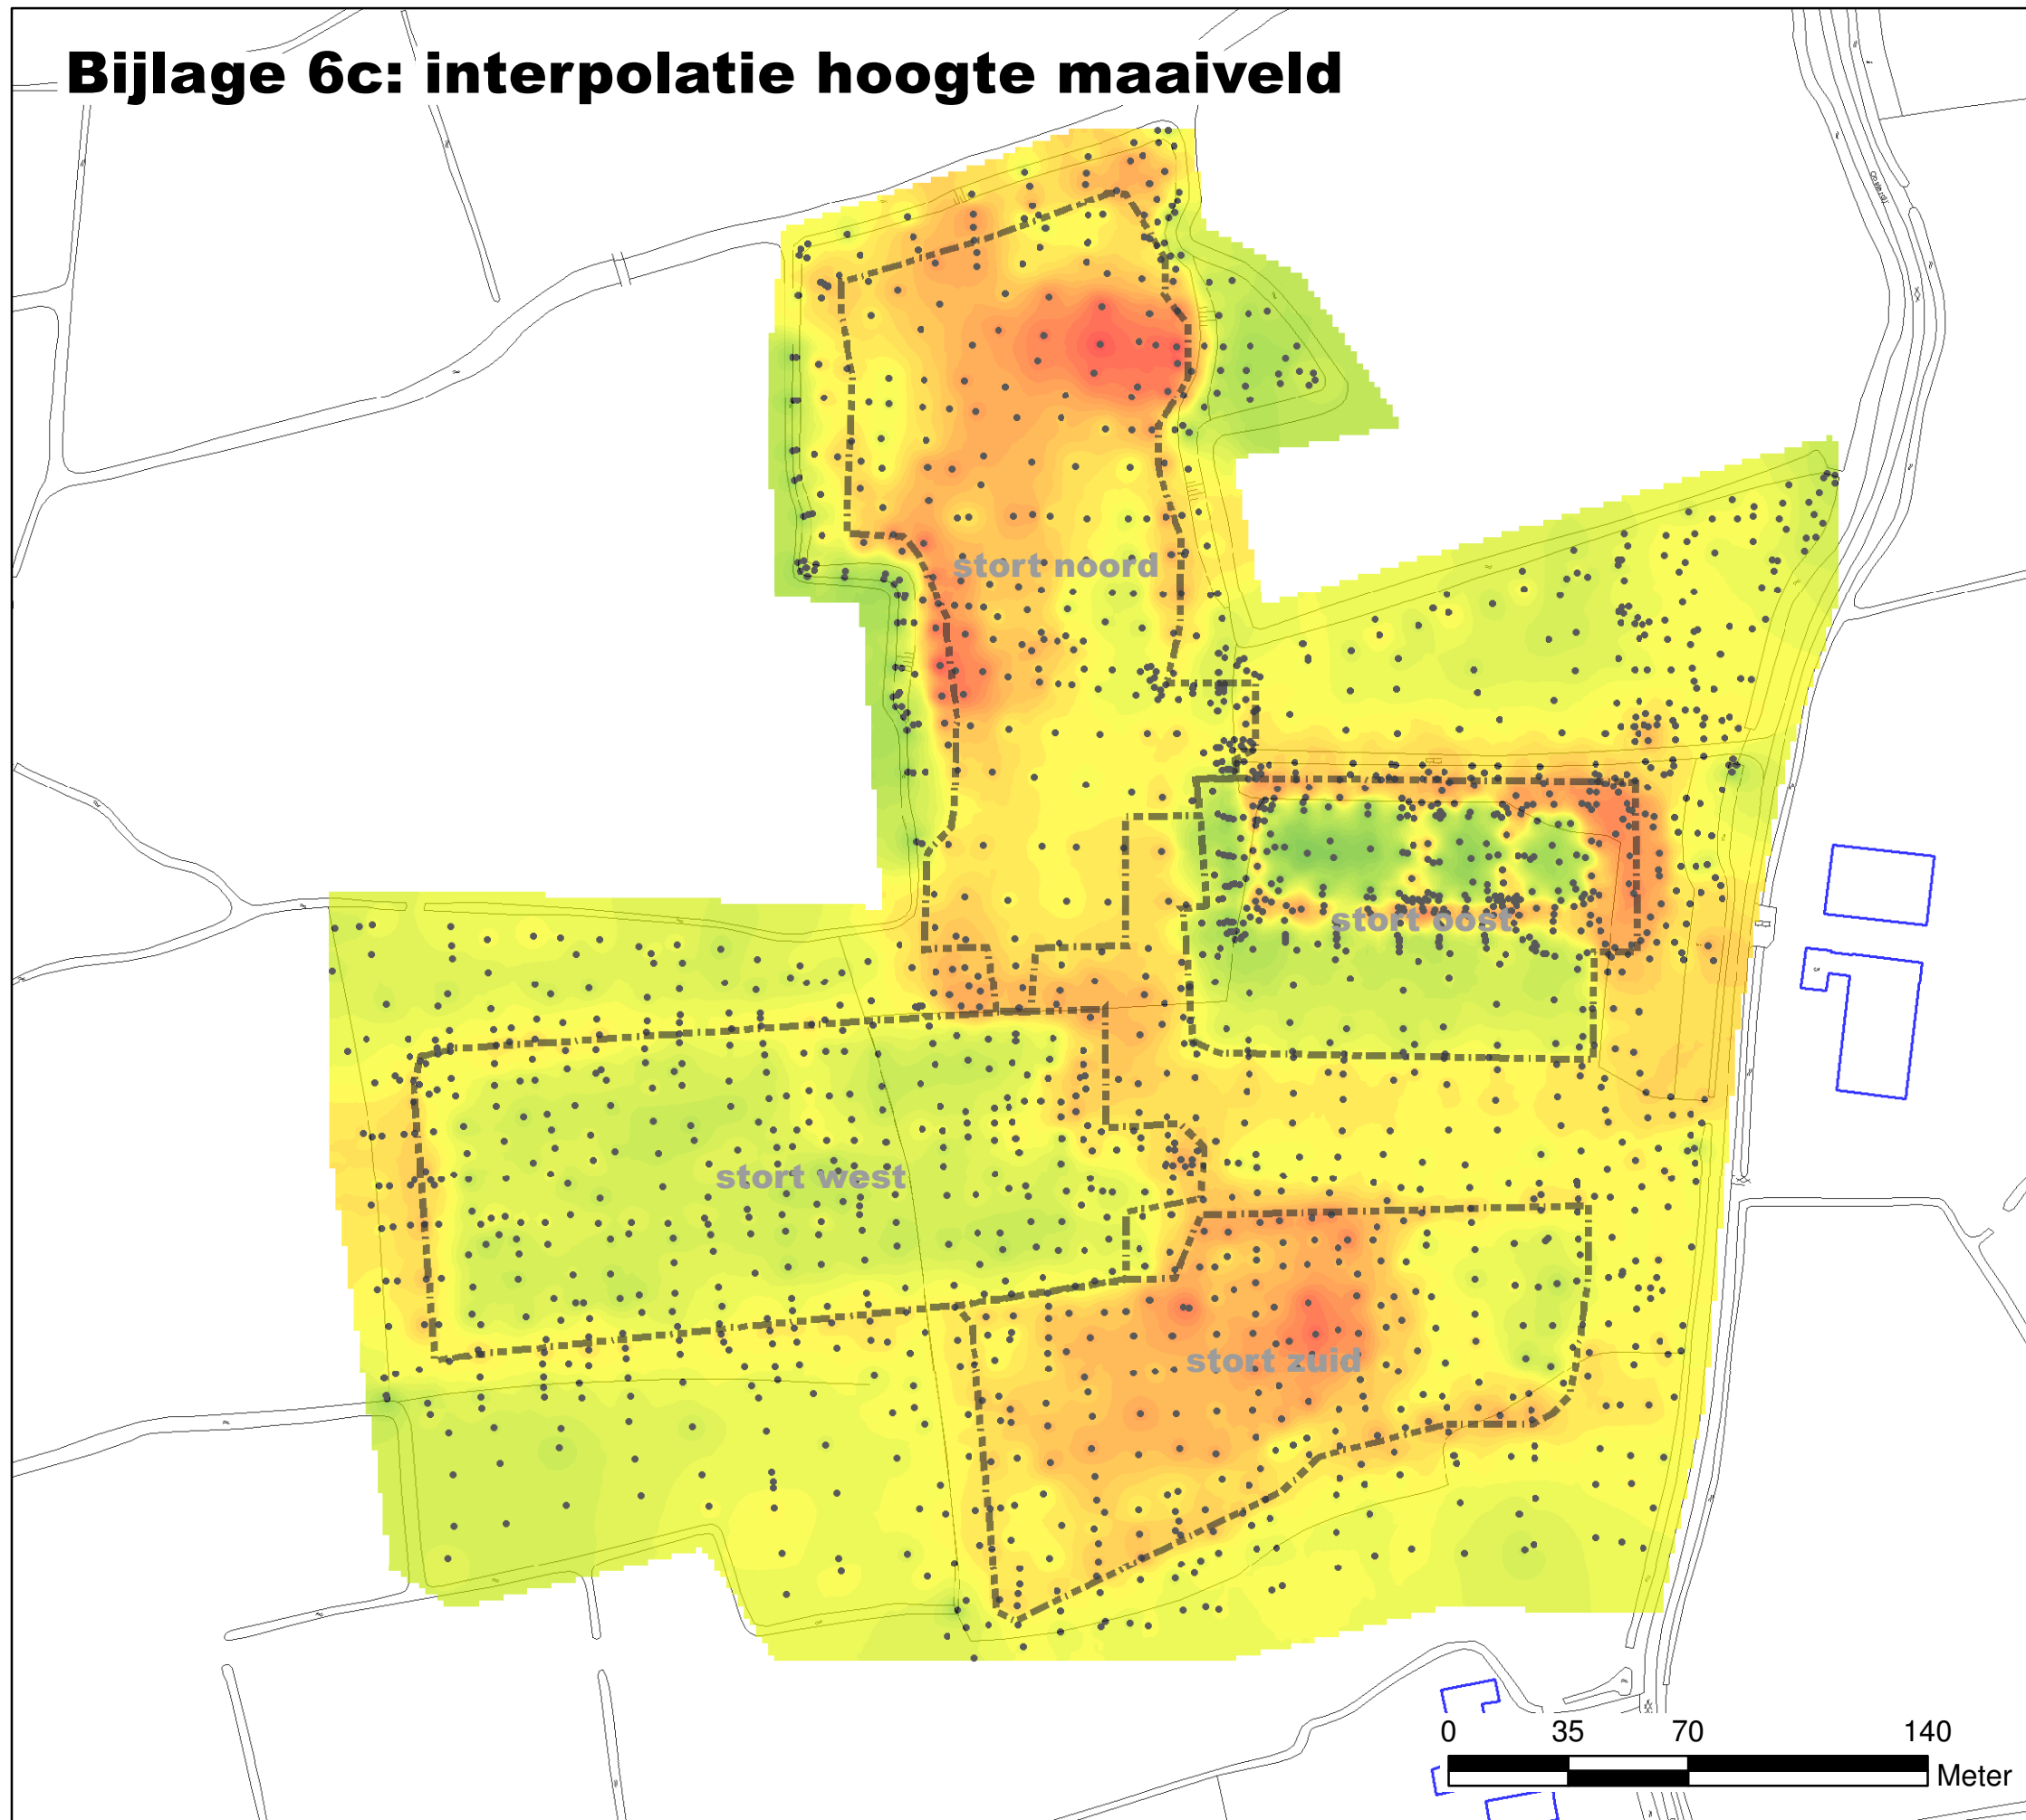 Bijlage 6c: interpolatie hoogte maaiveld
stort noord
stort oost
stort west
stort zuid
0 35 70 140
Meter